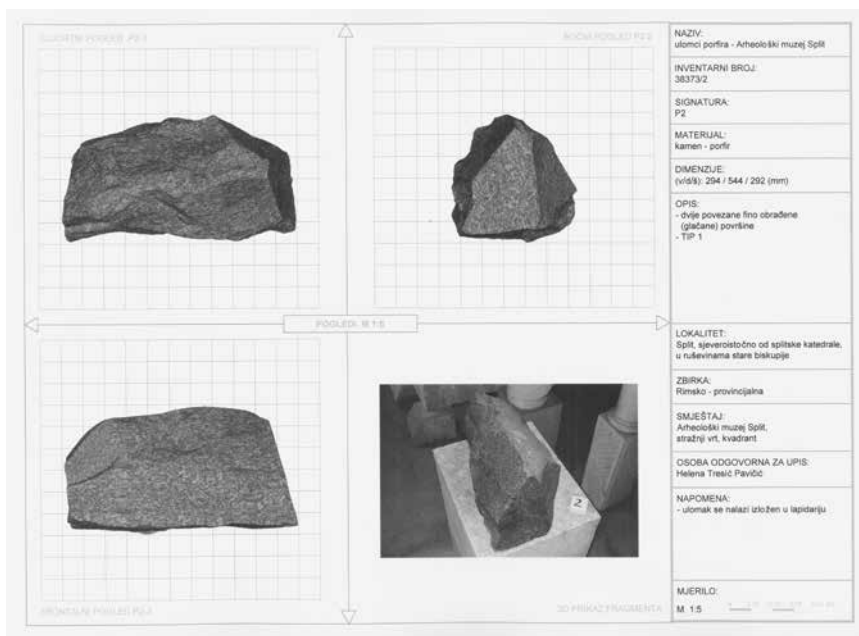 NAZIV:
ulomci porfira - Arheološki muzej Split
INVENTARNI BROJ:
38373/2
SIGNATURA:
P2
MATERIJAL:
kamen - porfir
DIMENZIJE:
(v/d/š): 294 / 544 / 292 (mm)
OPIS:
- dvije povezane fino obrađene
(glačane) površine
- TIP 1
POGLEDI, M 1:5
2
LOKALITET:
Split, sjeveroistočno od splitske katedrale,
u ruševinama stare biskupije
ZBIRKA:
Rimsko - provincijalna
SMJEŠTAJ:
Arheološki muzej Split,
stražnji vrt, kvadrant
OSOBA ODGOVORNA ZA UPIS:
Helena Tresić Pavičić
NAPOMENA:
- ulomak se nalazi izložen u lapidariju
3D PRIKAZ FRAGMENTA
MJERILO:
M 1:5